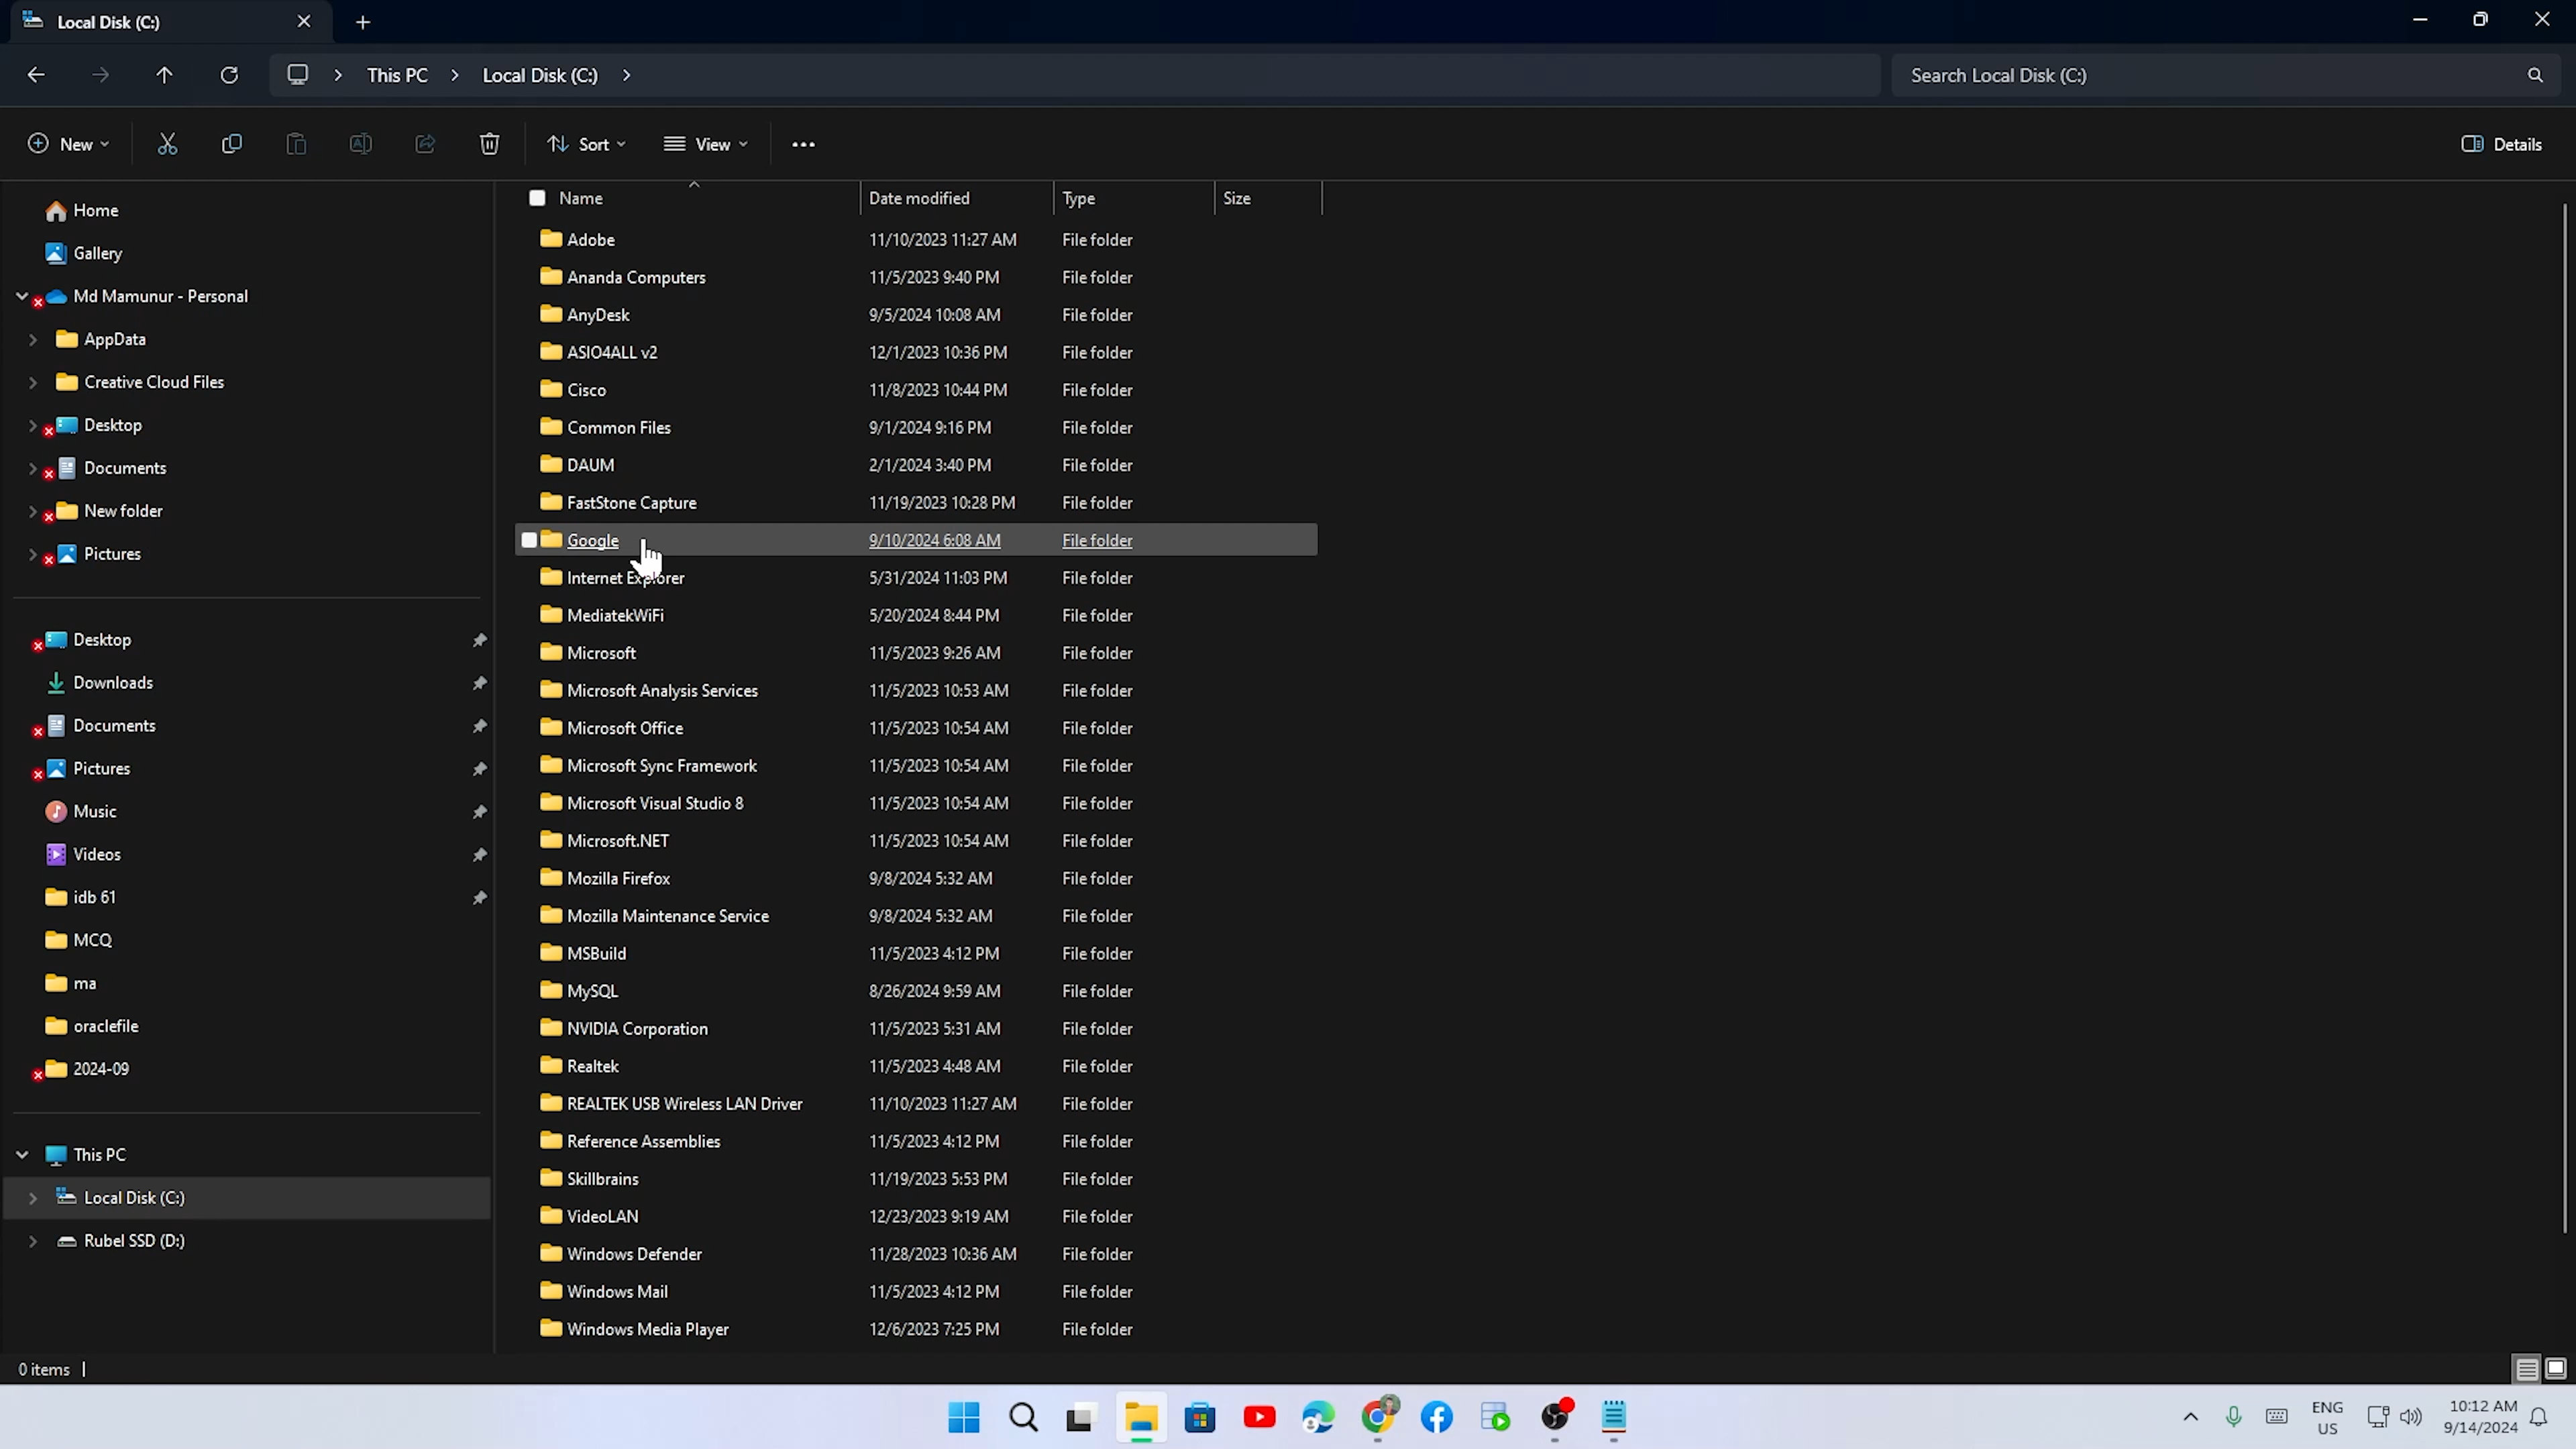 Local Disk (C:)
This PC > Local Disk (C:) >
Search Local Disk (C:)
New
Sort
View
Details
Home
Gallery
Md Mamunur - Personal
AppData
Creative Cloud Files
Desktop
Documents
New folder
Pictures
Desktop
Downloads
Documents
Pictures
Music
Videos
idb 61
MCQ
ma
oraclefile
2024-09
This PC
Local Disk (C:)
Rubel SSD (D:)
Name Date modified Type Size
Adobe 11/10/2023 11:27 AM File folder
Ananda Computers 11/5/2023 9:40 PM File folder
AnyDesk 9/5/2024 10:08 AM File folder
ASIO4ALL v2 12/1/2023 10:36 PM File folder
Cisco 11/8/2023 10:44 PM File folder
Common Files 9/1/2024 9:16 PM File folder
DAUM 2/1/2024 3:40 PM File folder
FastStone Capture 11/19/2023 10:28 PM File folder
Google 9/10/2024 6:08 AM File folder
Internet Explorer 5/31/2024 11:03 PM File folder
MediatekWiFi 5/20/2024 8:44 PM File folder
Microsoft 11/5/2023 9:26 AM File folder
Microsoft Analysis Services 11/5/2023 10:53 AM File folder
Microsoft Office 11/5/2023 10:54 AM File folder
Microsoft Sync Framework 11/5/2023 10:54 AM File folder
Microsoft Visual Studio 8 11/5/2023 10:54 AM File folder
Microsoft.NET 11/5/2023 10:54 AM File folder
Mozilla Firefox 9/8/2024 5:32 AM File folder
Mozilla Maintenance Service 9/8/2024 5:32 AM File folder
MSBuild 11/5/2023 4:12 PM File folder
MySQL 8/26/2024 9:59 AM File folder
NVIDIA Corporation 11/5/2023 5:31 AM File folder
Realtek 11/5/2023 4:48 AM File folder
REALTEK USB Wireless LAN Driver 11/10/2023 11:27 AM File folder
Reference Assemblies 11/5/2023 4:12 PM File folder
Skillbrains 11/19/2023 5:53 PM File folder
VideoLAN 12/23/2023 9:19 AM File folder
Windows Defender 11/28/2023 10:36 AM File folder
Windows Mail 11/5/2023 4:12 PM File folder
Windows Media Player 12/6/2023 7:25 PM File folder
0 items
ENG
US
10:12 AM
9/14/2024